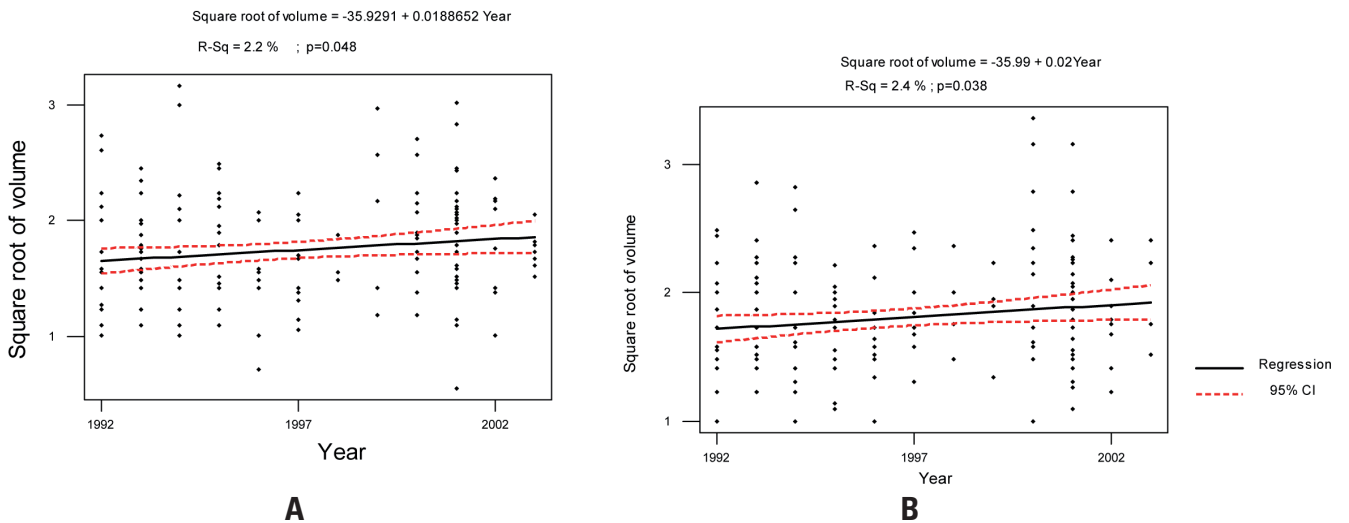 Square root of volume = -35.9291 + 0.0188652 Year
R-Sq = 2.2 % ; p=0.048
3
2
1
Square root of volume
1992
1997
2002
Year
A
Square root of volume = -35.99 + 0.02Year
R-Sq = 2.4 % ; p=0.038
3
2
1
Square root of volume
1992
1997
2002
Year
B
Regression
95% CI